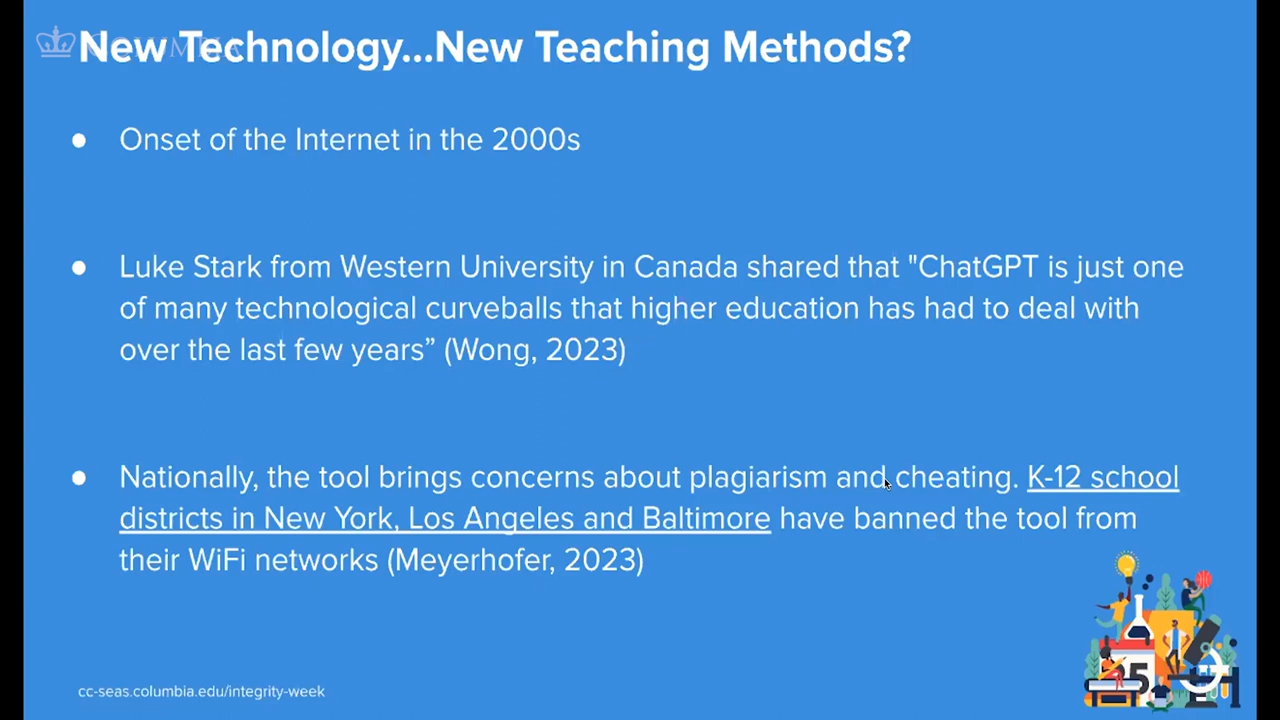 New Technology...New Teaching Methods?
COLUMBIA
● Onset of the Internet in the 2000s
● Luke Stark from Western University in Canada shared that "ChatGPT is just one
of many technological curveballs that higher education has had to deal with
over the last few years” (Wong, 2023)
● Nationally, the tool brings concerns about plagiarism and cheating. K-12 school
districts in New York, Los Angeles and Baltimore have banned the tool from
their WiFi networks (Meyerhofer, 2023)
cc-seas.columbia.edu/integrity-week